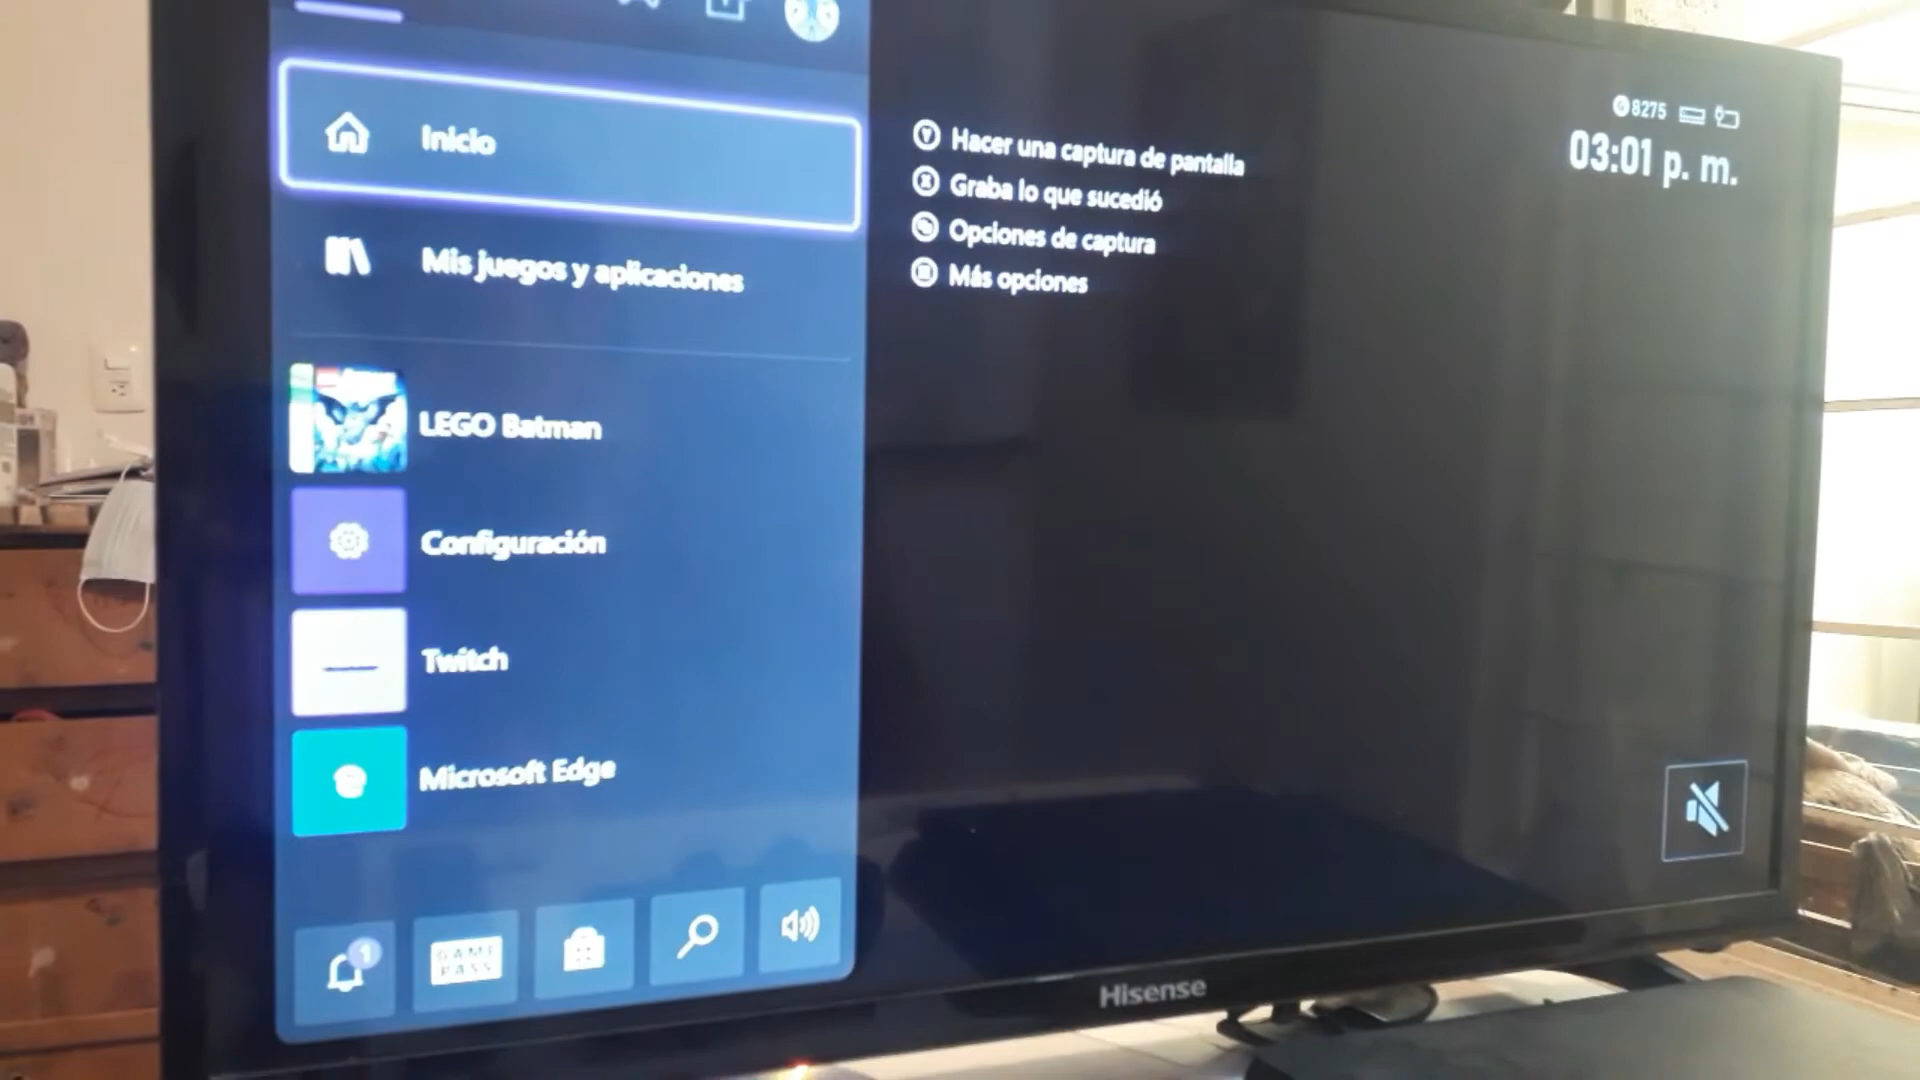 Inicio
Mis juegos y aplicaciones
LEGO Batman
Configuración
Twitch
Microsoft Edge
1
GAME
PASS
Y Hacer una captura de pantalla
X Graba lo que sucedió
Opciones de captura
Más opciones
G 8275
03:01 p. m.
Hisense